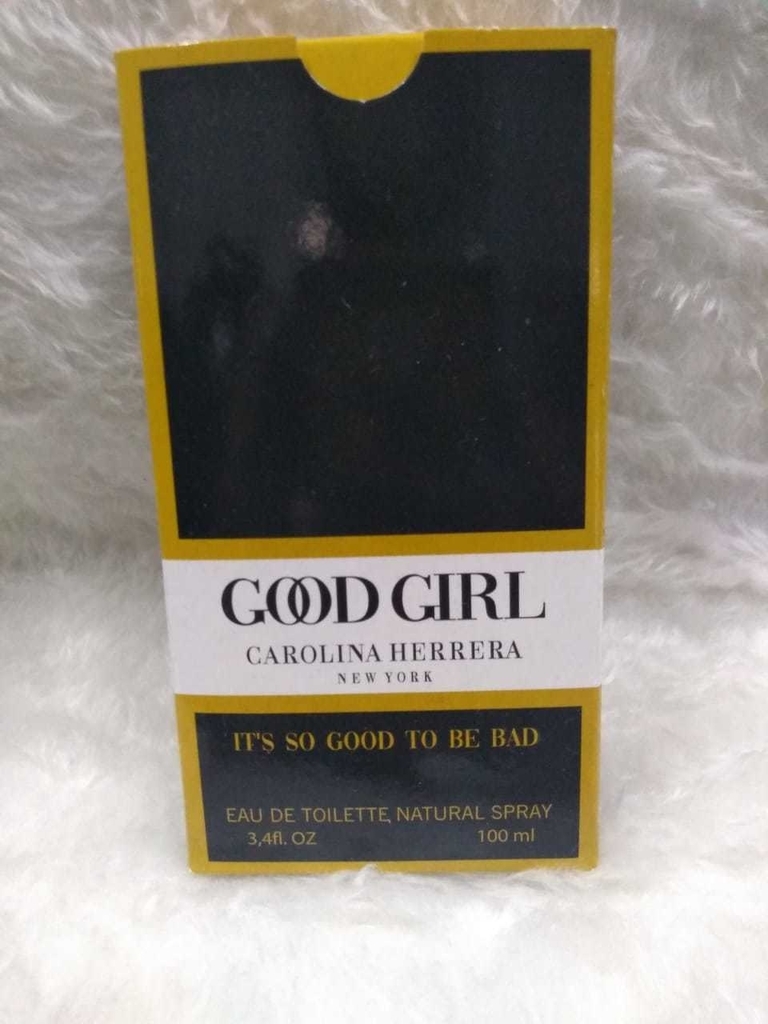 GOOD GIRL
CAROLINA HERRERA
NEW YORK
IT'S SO GOOD TO BE BAD
EAU DE TOILETTE, NATURAL SPRAY
3,4fl. OZ 100 ml